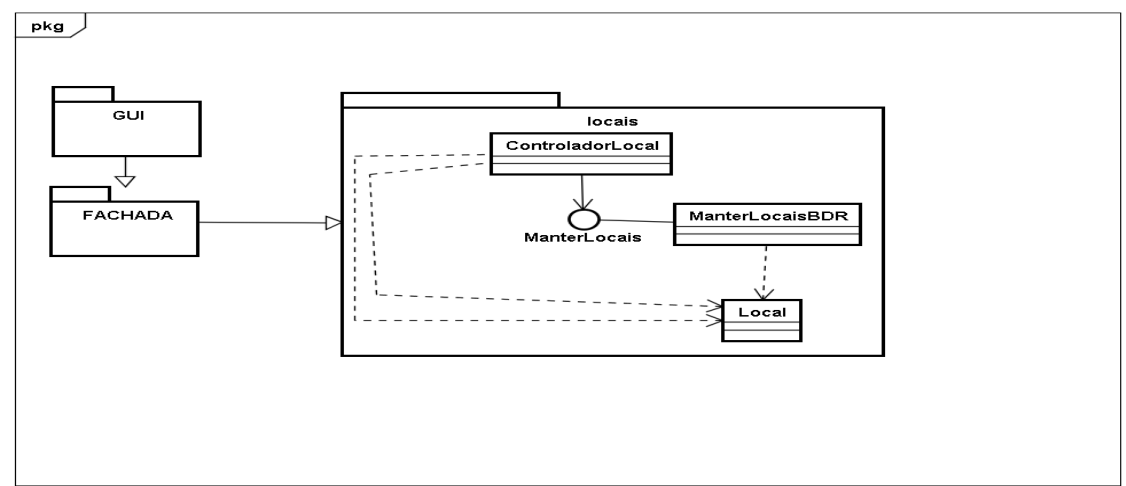 pkg
GUI
FACHADA
locais
ControladorLocal
ManterLocais
ManterLocaisBDR
Local